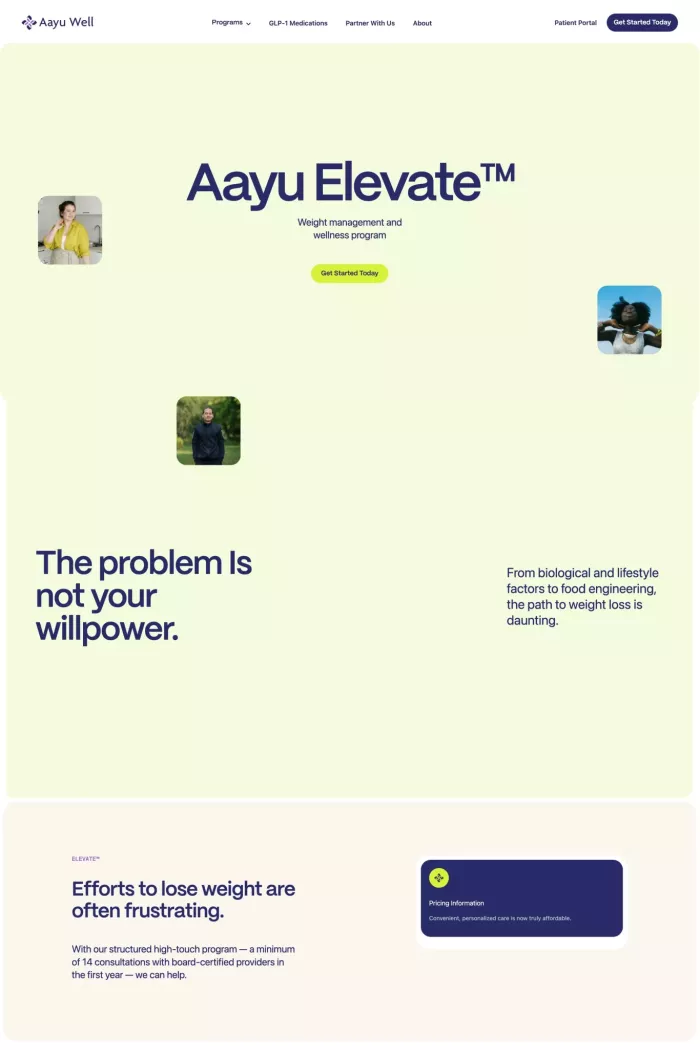 Aayu Well
Programs
GLP-1 Medications
Partner With Us
About
Patient Portal
Get Started Today
Aayu Elevate™
Weight management and
wellness program
Get Started Today
The problem Is
not your
willpower.
From biological and lifestyle
factors to food engineering,
the path to weight loss is
daunting.
ELEVATE™
Efforts to lose weight are
often frustrating.
With our structured high-touch program — a minimum
of 14 consultations with board-certified providers in
the first year — we can help.
Pricing Information
Convenient, personalized care is now truly affordable.